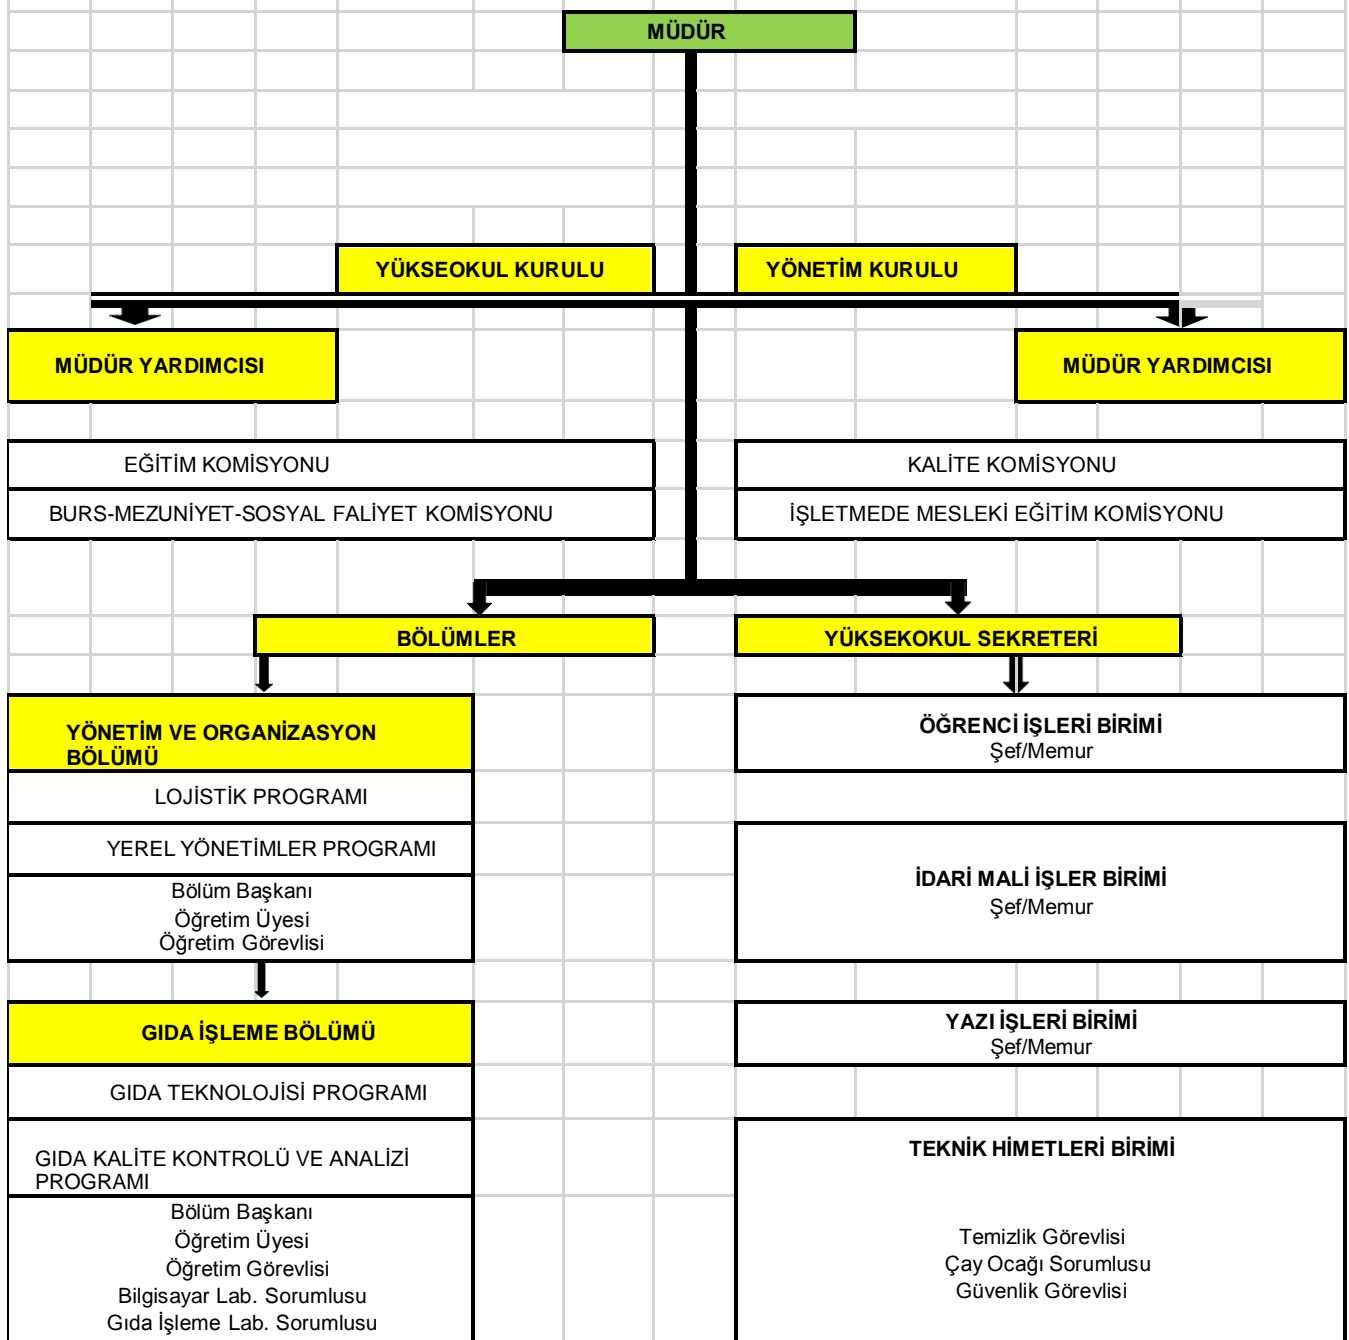 MÜDÜR
YÜKSEOKUL KURULU
YÖNETİM KURULU
MÜDÜR YARDIMCISI
MÜDÜR YARDIMCISI
EĞİTİM KOMİSYONU
KALİTE KOMİSYONU
BURS-MEZUNİYET-SOSYAL FALİYET KOMİSYONU
İŞLETMEDE MESLEKİ EĞİTİM KOMİSYONU
BÖLÜMLER
YÜKSEKOKUL SEKRETERİ
YÖNETİM VE ORGANİZASYON
BÖLÜMÜ
LOJİSTİK PROGRAMI
YEREL YÖNETİMLER PROGRAMI
Bölüm Başkanı
Öğretim Üyesi
Öğretim Görevlisi
GIDA İŞLEME BÖLÜMÜ
GIDA TEKNOLOJİSİ PROGRAMI
GIDA KALİTE KONTROLÜ VE ANALİZİ
PROGRAMI
Bölüm Başkanı
Öğretim Üyesi
Öğretim Görevlisi
Bilgisayar Lab. Sorumlusu
Gıda İşleme Lab. Sorumlusu
ÖĞRENCİ İŞLERİ BİRİMİ
Şef/Memur
İDARİ MALİ İŞLER BİRİMİ
Şef/Memur
YAZI İŞLERİ BİRİMİ
Şef/Memur
TEKNİK HİMETLERİ BİRİMİ
Temizlik Görevlisi
Çay Ocağı Sorumlusu
Güvenlik Görevlisi